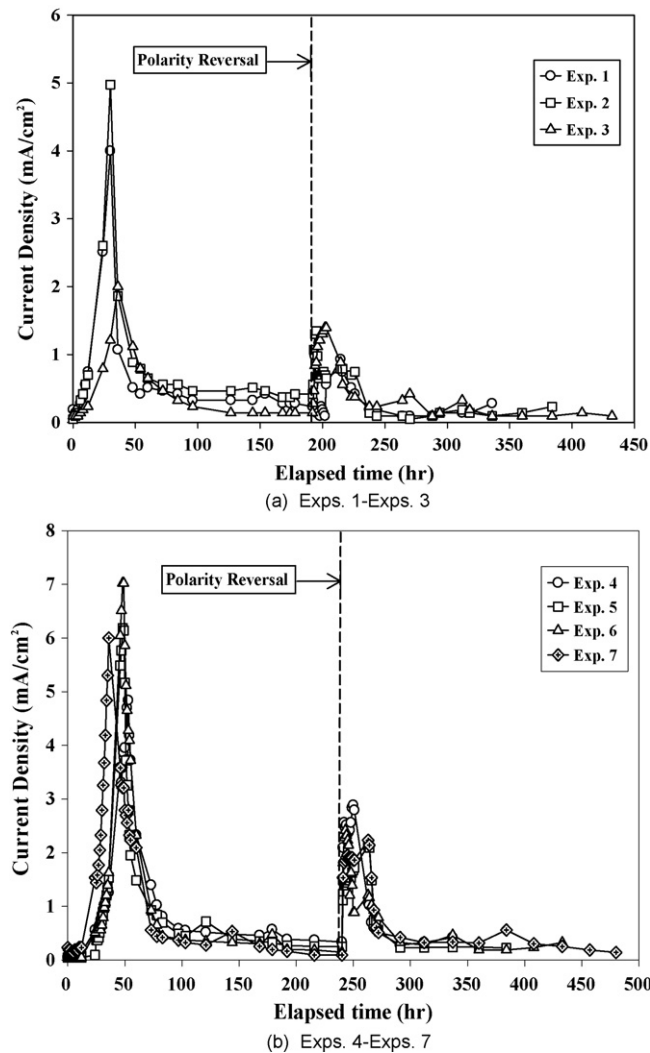 6
5
4
3
2
1
0
Current Density (mA/cm²)
Polarity Reversal
Exp. 1
Exp. 2
Exp. 3
0 50 100 150 200 250 300 350 400 450
Elapsed time (hr)
(a) Exps. 1-Exps. 3
8
7
6
5
4
3
2
1
0
Current Density (mA/cm²)
Polarity Reversal
Exp. 4
Exp. 5
Exp. 6
Exp. 7
0 50 100 150 200 250 300 350 400 450 500
Elapsed time (hr)
(b) Exps. 4-Exps. 7